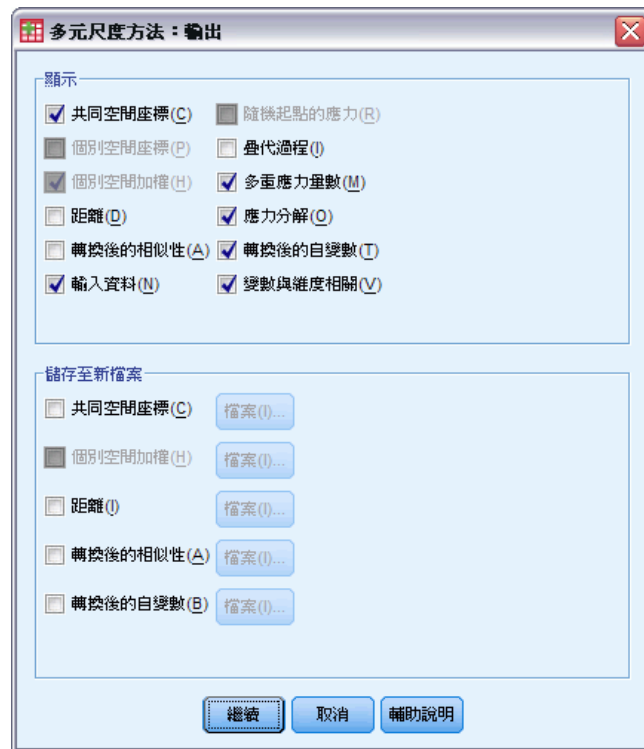 多元尺度方法：輸出
顯示
共同空間座標(C)
個別空間座標(P)
個別空間加權(H)
距離(D)
轉換後的相似性(A)
輸入資料(N)
隨機起點的應力(R)
疊代過程(I)
多重應力量數(M)
應力分解(O)
轉換後的自變數(T)
變數與維度相關(V)
儲存至新檔案
共同空間座標(C) 檔案(I)...
個別空間加權(H) 檔案(I)...
距離(I) 檔案(I)...
轉換後的相似性(A) 檔案(I)...
轉換後的自變數(B) 檔案(I)...
繼續 取消 輔助說明